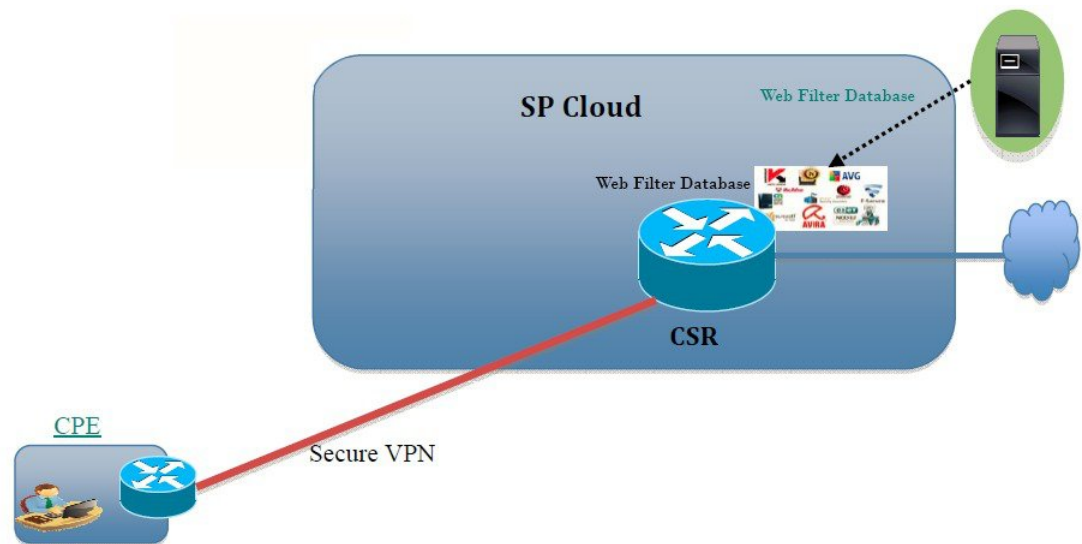 SP Cloud
Web Filter Database
Web Filter Database
AVG
AVIRA
CSR
CPE
Secure VPN